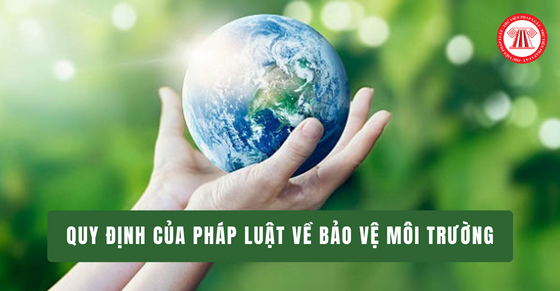 QUY ĐỊNH CỦA PHÁP LUẬT VỀ BẢO VỆ MÔI TRƯỜNG